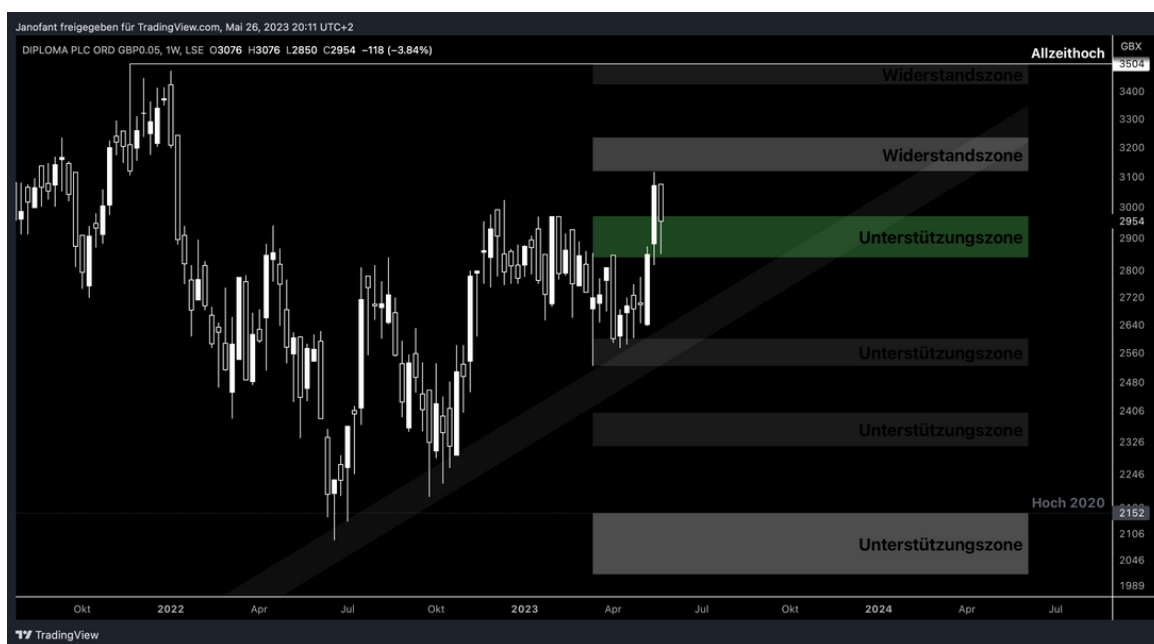 Janofant freigegeben für TradingView.com, Mai 26, 2023 20:11 UTC+2
DIPLOMA PLC ORD GBP0.05, 1W, LSE O3076 H3076 L2850 C2954 −118 (−3.84%)
GBX
Allzeithoch
3504
Widerstandszone
3400
3300
3200
Widerstandszone
3100
3000
2954
2900
Unterstützungszone
2800
2720
2640
2560
Unterstützungszone
2480
2406
Unterstützungszone
2326
2246
Hoch 2020
2152
2106
Unterstützungszone
2046
1989
Okt 2022 Apr Jul Okt 2023 Apr Jul Okt 2024 Apr Jul
TradingView